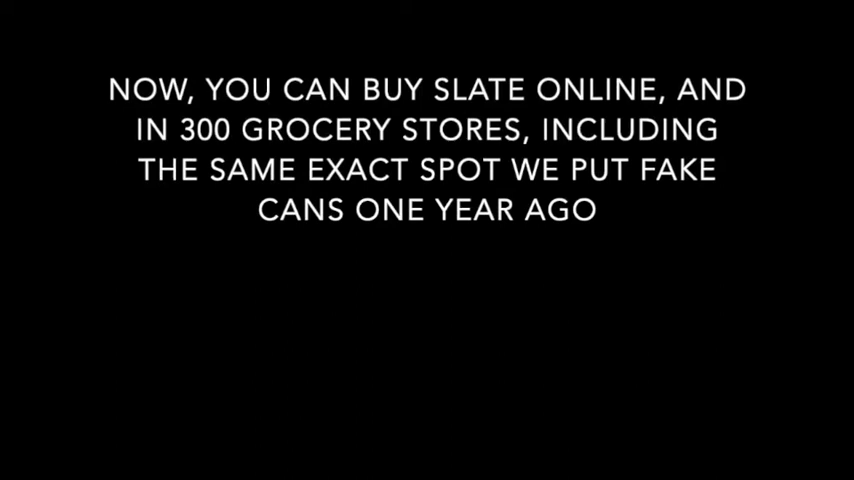 NOW, YOU CAN BUY SLATE ONLINE, AND
IN 300 GROCERY STORES, INCLUDING
THE SAME EXACT SPOT WE PUT FAKE
CANS ONE YEAR AGO